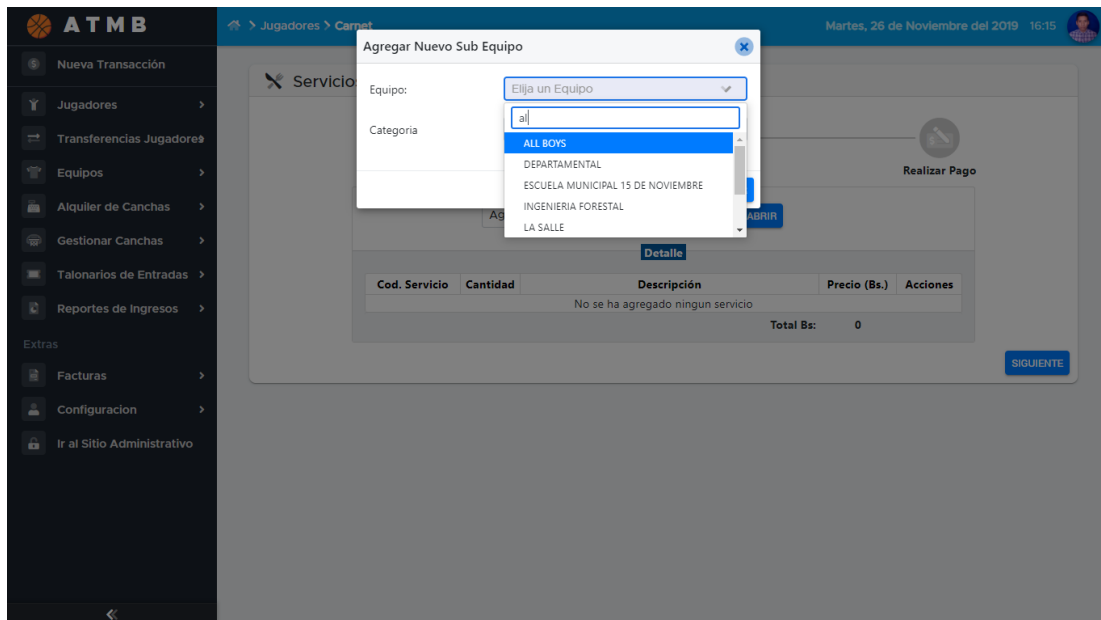 ATMB
> Jugadores > Carnet
Martes, 26 de Noviembre del 2019 16:15
Nueva Transacción
Jugadores
Transferencias Jugadores
Equipos
Alquiler de Canchas
Gestionar Canchas
Talonarios de Entradas
Reportes de Ingresos
Extras
Facturas
Configuracion
Ir al Sitio Administrativo
Servicio
Agregar Nuevo Sub Equipo
Equipo:
Elija un Equipo
al
Categoria
ALL BOYS
DEPARTAMENTAL
ESCUELA MUNICIPAL 15 DE NOVIEMBRE
INGENIERIA FORESTAL
LA SALLE
Realizar Pago
Ag
ABRIR
Detalle
Cod. Servicio Cantidad Descripción Precio (Bs.) Acciones
No se ha agregado ningun servicio
Total Bs: 0
SIGUIENTE